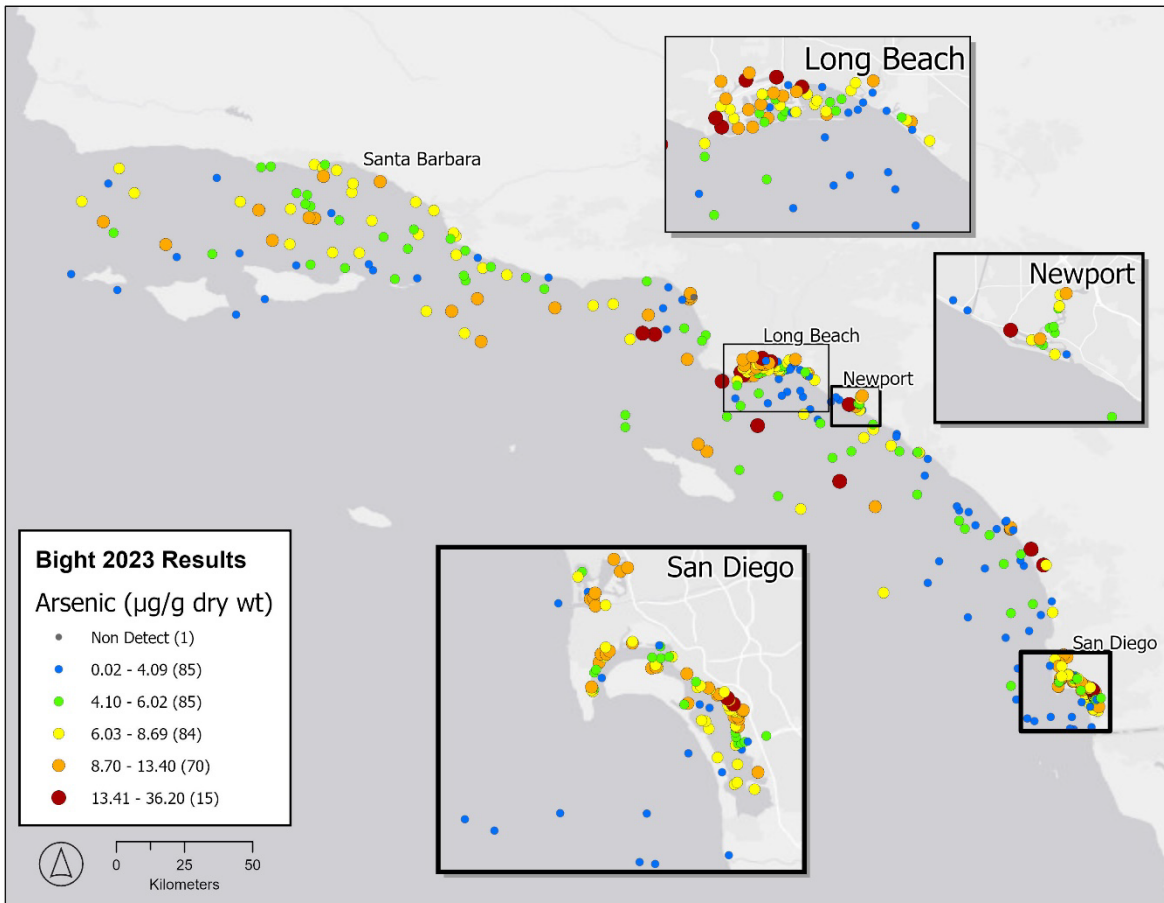 Long Beach
Santa Barbara
Newport
Long Beach
Newport
San Diego
San Diego
Bight 2023 Results
Arsenic (µg/g dry wt)
Non Detect (1)
0.02 - 4.09 (85)
4.10 - 6.02 (85)
6.03 - 8.69 (84)
8.70 - 13.40 (70)
13.41 - 36.20 (15)
0 25 50
Kilometers